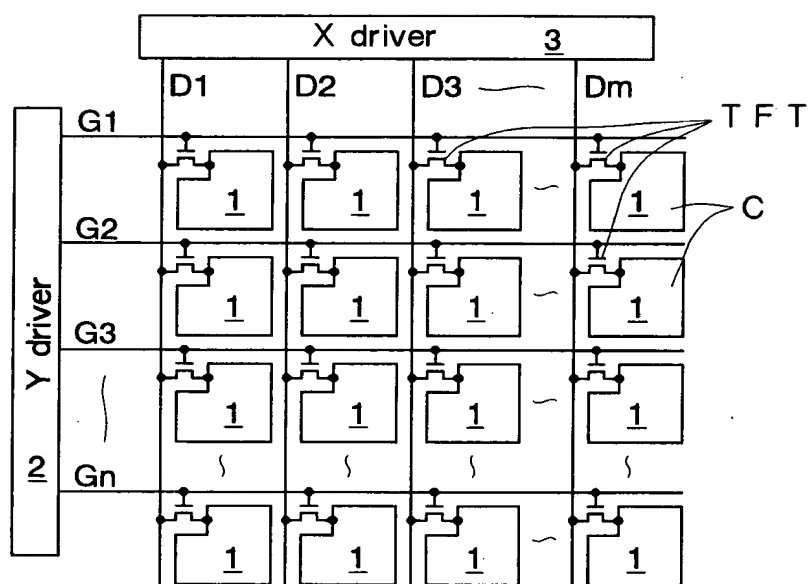 X driver 3
D1 D2 D3 Dm
G1
T F T
1 1 1 1
C
G2
1 1 1 1
G3
Y driver 2
1 1 1 1
Gn
1 1 1 1